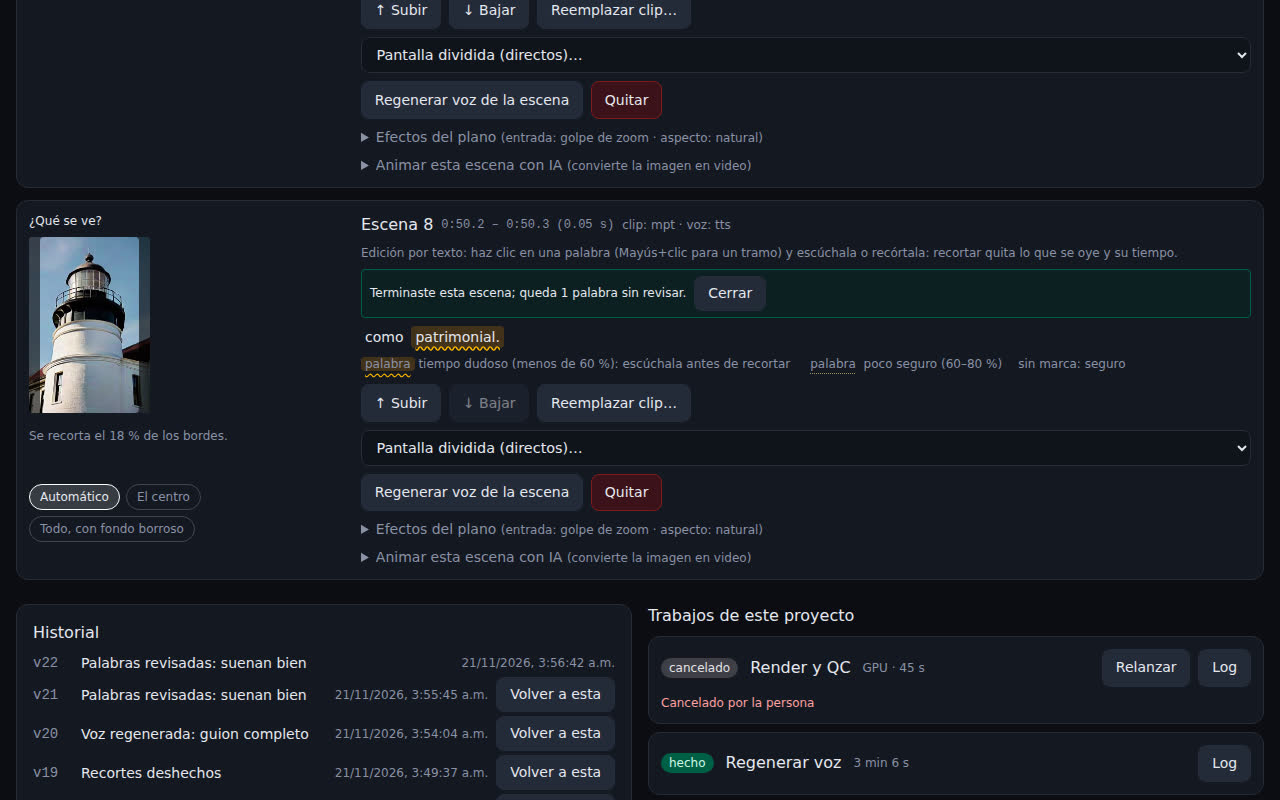 ↑ Subir ↓ Bajar Reemplazar clip...
Pantalla dividida (directos)...
Regenerar voz de la escena Quitar
▶ Efectos del plano (entrada: golpe de zoom · aspecto: natural)
▶ Animar esta escena con IA (convierte la imagen en video)
¿Qué se ve?
Se recorta el 18 % de los bordes.
Automático El centro
Todo, con fondo borroso
Escena 8 0:50.2 – 0:50.3 (0.05 s) clip: mpt · voz: tts
Edición por texto: haz clic en una palabra (Mayús+clic para un tramo) y escúchala o recórtala: recortar quita lo que se oye y su tiempo.
Terminaste esta escena; queda 1 palabra sin revisar. Cerrar
como patrimonial.
palabra tiempo dudoso (menos de 60 %): escúchala antes de recortar palabra poco seguro (60–80 %) sin marca: seguro
↑ Subir ↓ Bajar Reemplazar clip...
Pantalla dividida (directos)...
Regenerar voz de la escena Quitar
▶ Efectos del plano (entrada: golpe de zoom · aspecto: natural)
▶ Animar esta escena con IA (convierte la imagen en video)
Historial
v22 Palabras revisadas: suenan bien 21/11/2026, 3:56:42 a.m.
v21 Palabras revisadas: suenan bien 21/11/2026, 3:55:45 a.m. Volver a esta
v20 Voz regenerada: guion completo 21/11/2026, 3:54:04 a.m. Volver a esta
v19 Recortes deshechos 21/11/2026, 3:49:37 a.m. Volver a esta
Trabajos de este proyecto
cancelado Render y QC GPU · 45 s Relanzar Log
Cancelado por la persona
hecho Regenerar voz 3 min 6 s Log